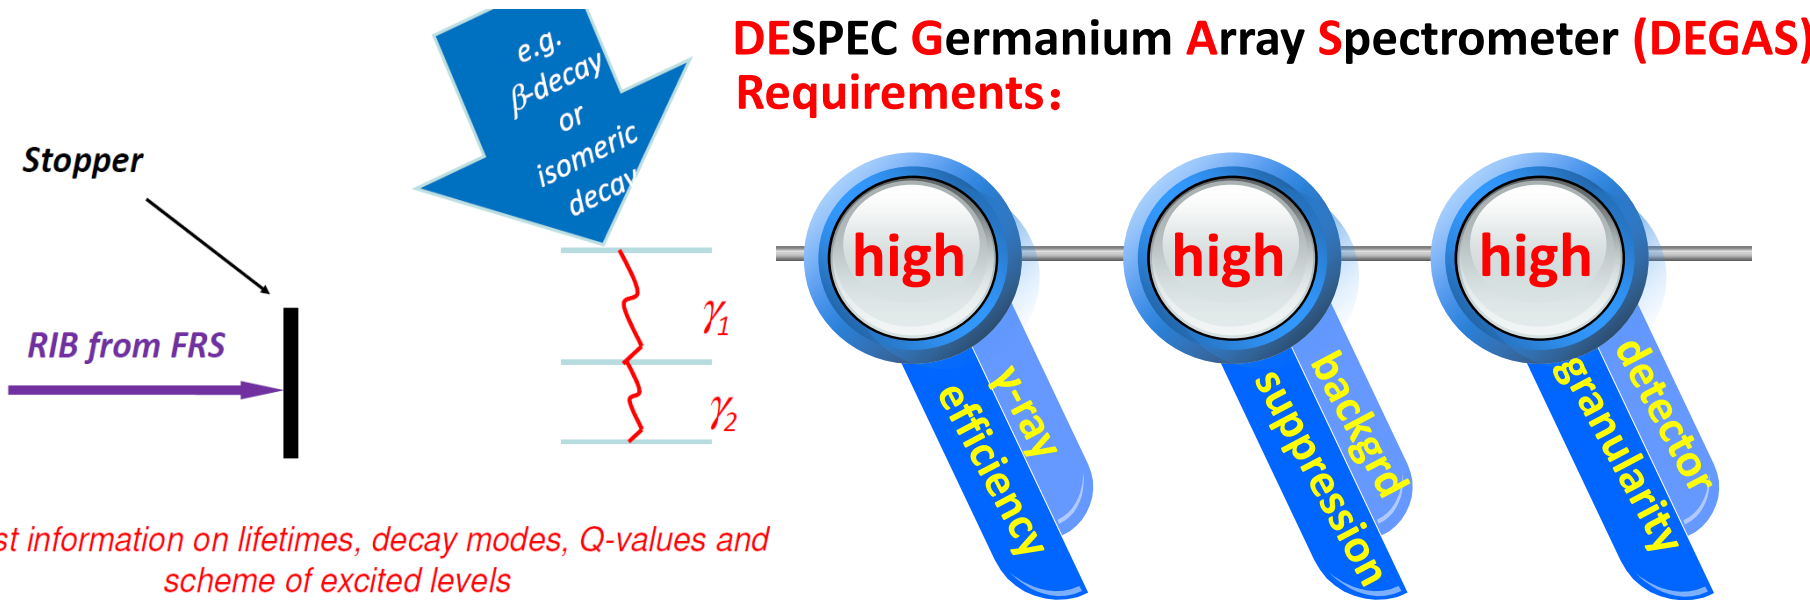 DESPEC Germanium Array Spectrometer (DEGAS)
Requirements:
e.g.
β-decay
or
isomeric
decay
Stopper
RIB from FRS
γ1
γ2
high
high
high
γ-ray
efficiency
backgrd
suppression
detector
granularity
information on lifetimes, decay modes, Q-values and
scheme of excited levels